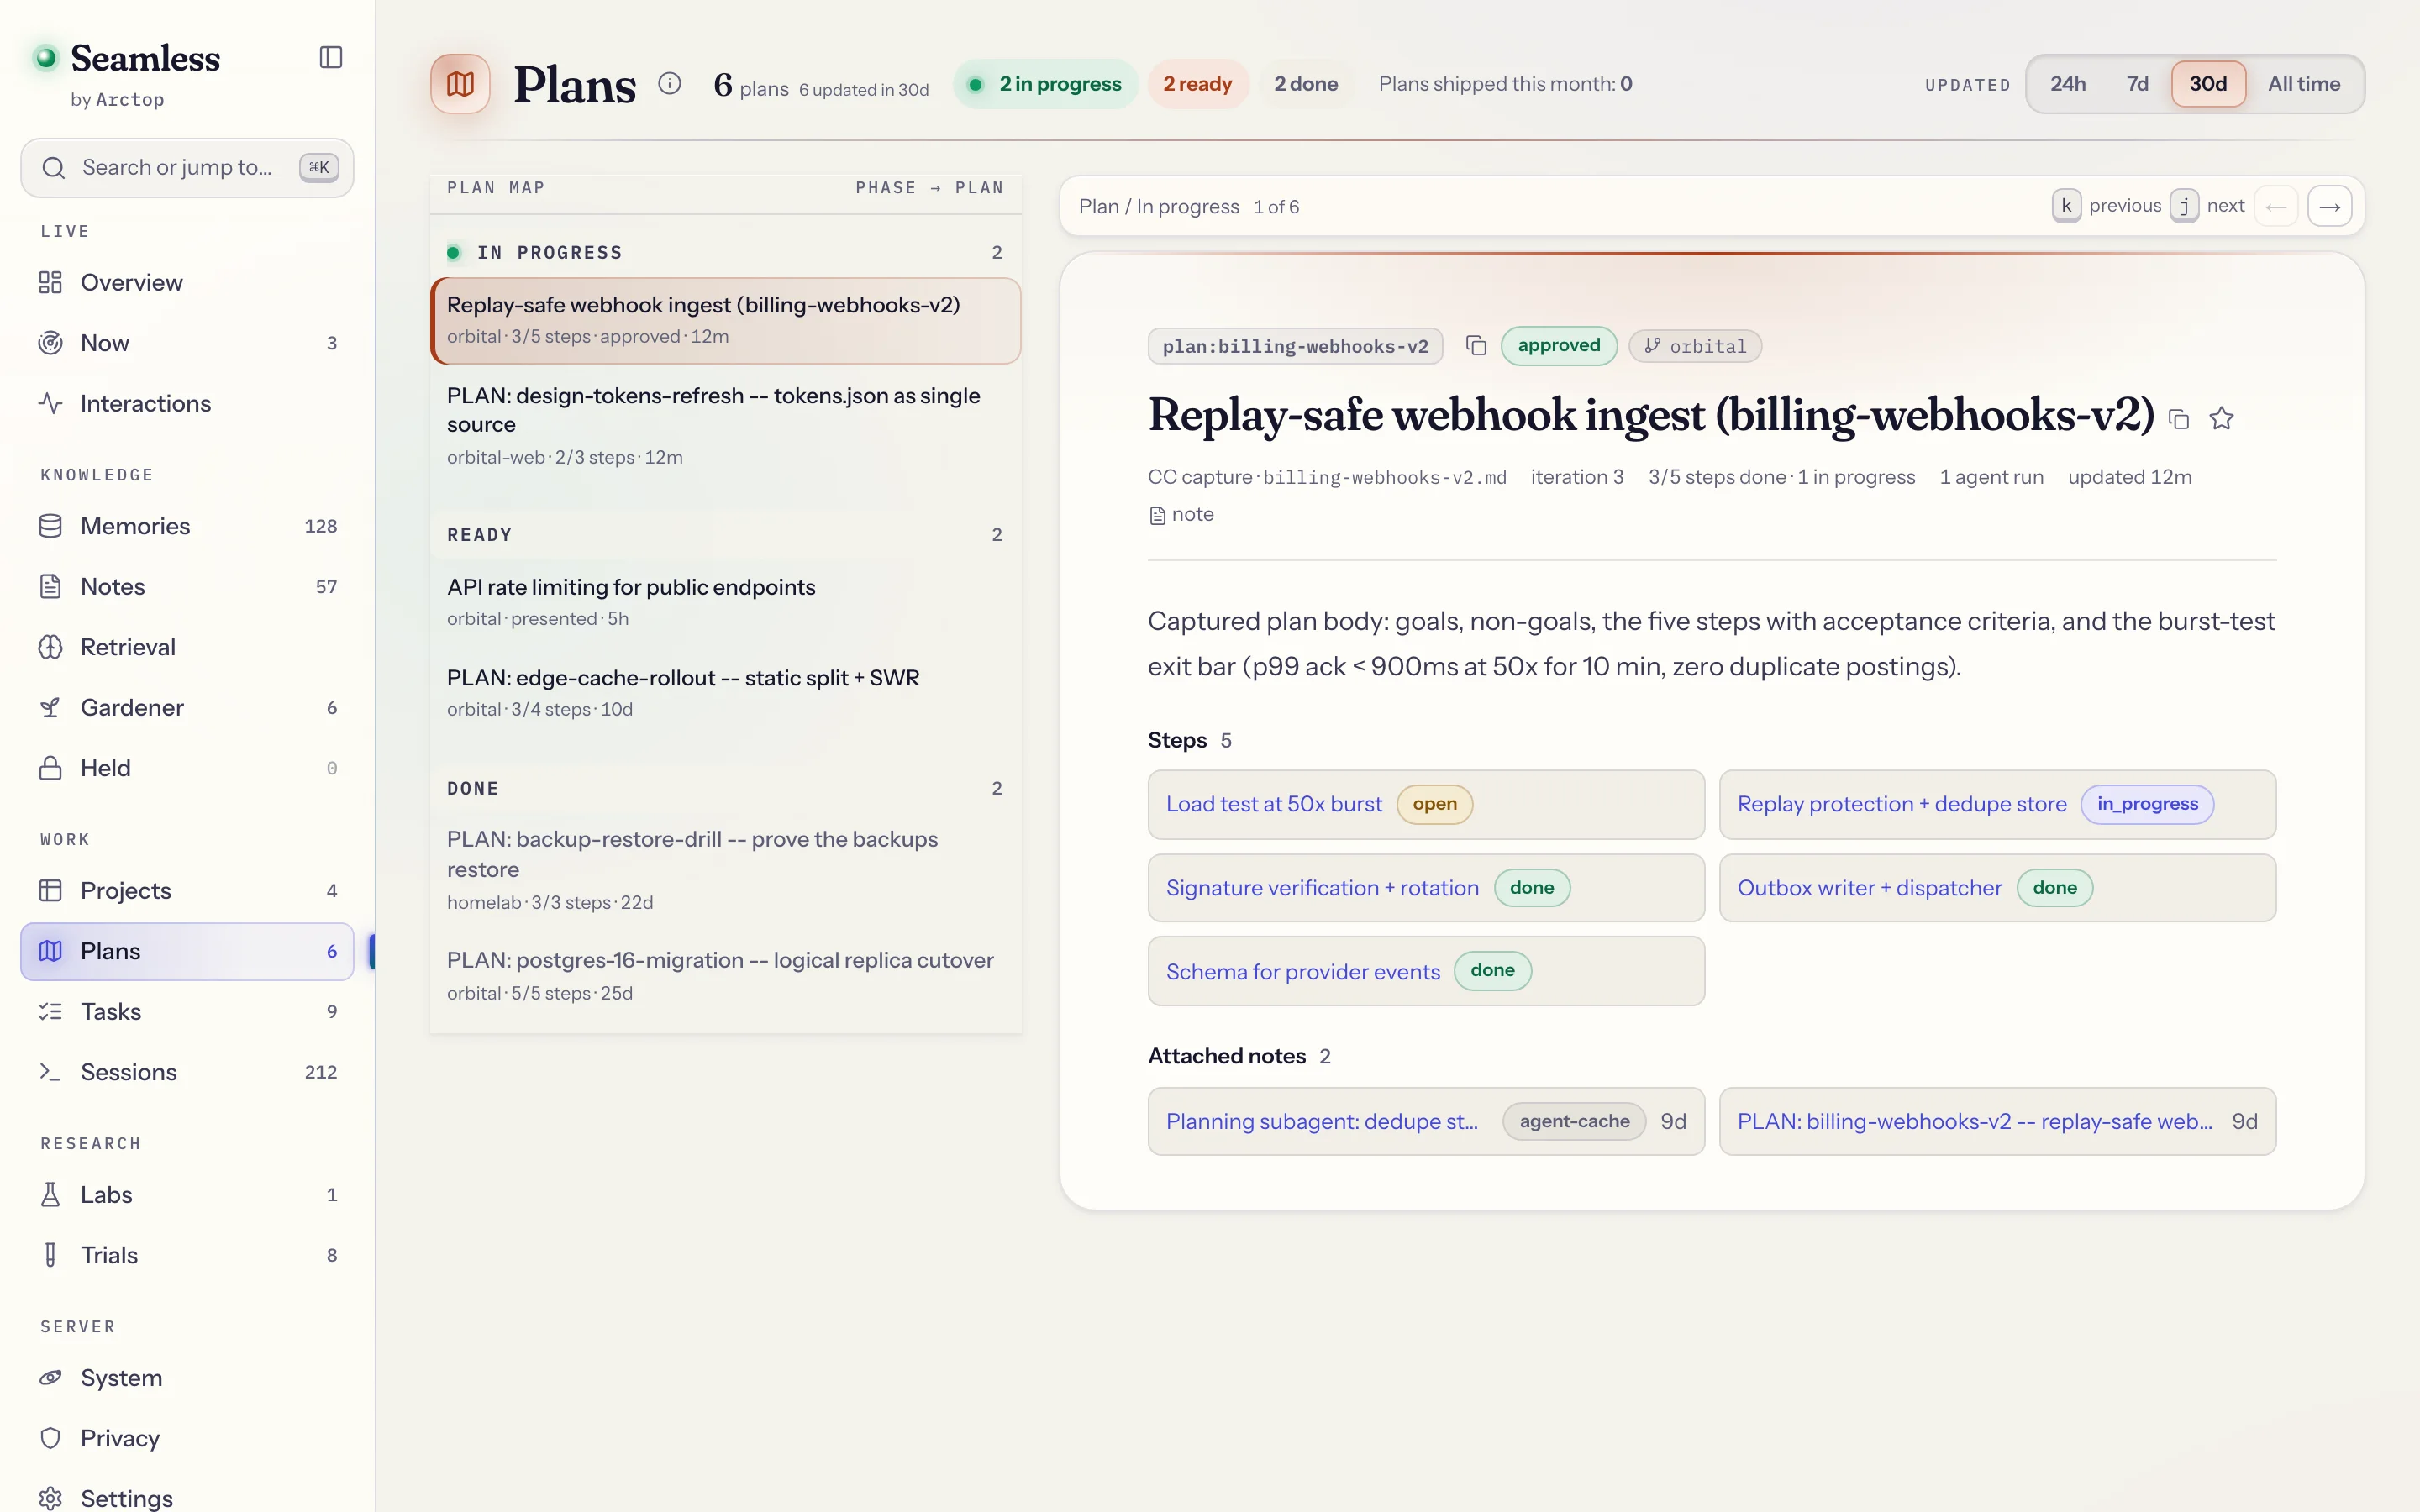 Seamless
by Arctop
Search or jump to... ⌘K
LIVE
Overview
Now 3
Interactions
KNOWLEDGE
Memories 128
Notes 57
Retrieval
Gardener 6
Held 0
WORK
Projects 4
Plans 6
Tasks 9
Sessions 212
RESEARCH
Labs 1
Trials 8
SERVER
System
Privacy
Settings
Plans 6 plans 6 updated in 30d 2 in progress 2 ready 2 done Plans shipped this month: 0 UPDATED 24h 7d 30d All time
PLAN MAP PHASE → PLAN
IN PROGRESS 2
Replay-safe webhook ingest (billing-webhooks-v2)
orbital · 3/5 steps · approved · 12m
PLAN: design-tokens-refresh -- tokens.json as single
source
orbital-web · 2/3 steps · 12m
READY 2
API rate limiting for public endpoints
orbital · presented · 5h
PLAN: edge-cache-rollout -- static split + SWR
orbital · 3/4 steps · 10d
DONE 2
PLAN: backup-restore-drill -- prove the backups
restore
homelab · 3/3 steps · 22d
PLAN: postgres-16-migration -- logical replica cutover
orbital · 5/5 steps · 25d
Plan / In progress 1 of 6 k previous j next ← →
plan:billing-webhooks-v2 approved orbital
Replay-safe webhook ingest (billing-webhooks-v2)
CC capture · billing-webhooks-v2.md iteration 3 3/5 steps done · 1 in progress 1 agent run updated 12m
note
Captured plan body: goals, non-goals, the five steps with acceptance criteria, and the burst-test
exit bar (p99 ack < 900ms at 50x for 10 min, zero duplicate postings).
Steps 5
Load test at 50x burst open
Replay protection + dedupe store in_progress
Signature verification + rotation done
Outbox writer + dispatcher done
Schema for provider events done
Attached notes 2
Planning subagent: dedupe st... agent-cache 9d
PLAN: billing-webhooks-v2 -- replay-safe web... 9d